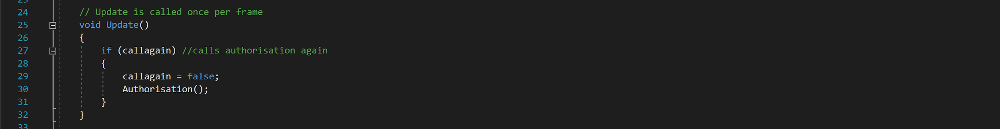 24 // Update is called once per frame
25 void Update()
26 {
27 if (callagain) //calls authorisation again
28 {
29 callagain = false;
30 Authorisation();
31 }
32 }
33